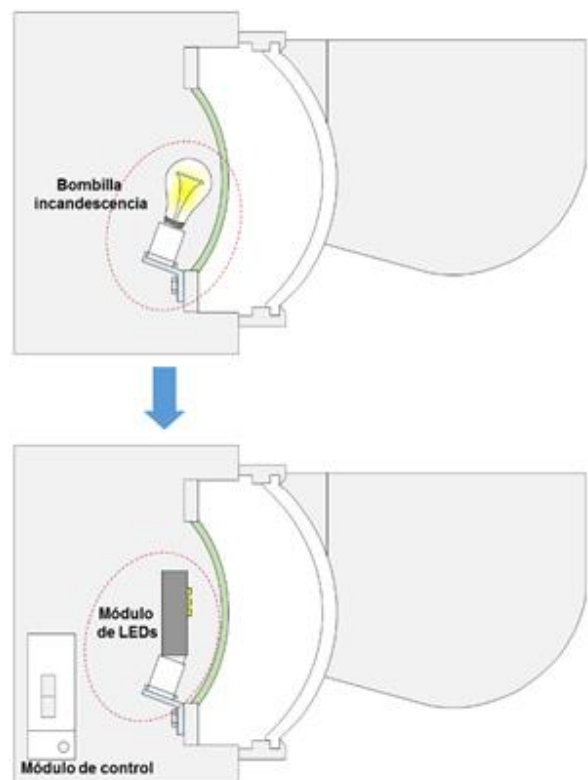 Bombilla
incandescencia
Módulo
de LEDs
Módulo de control